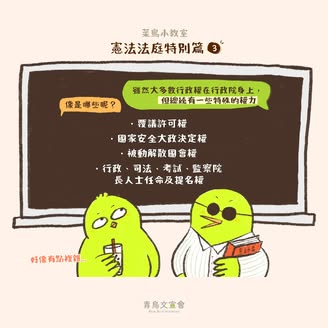 菜鳥小教室
憲法法庭特別篇 3
雖然大多數行政權在行政院身上，
但總統有一些特殊的權力
像是哪些呢？
・覆議許可權
・國家安全大政決定權
・被動解散國會權
・行政、司法、考試、監察院
長人士任命及提名權
好像有點複雜…
青鳥文宣會